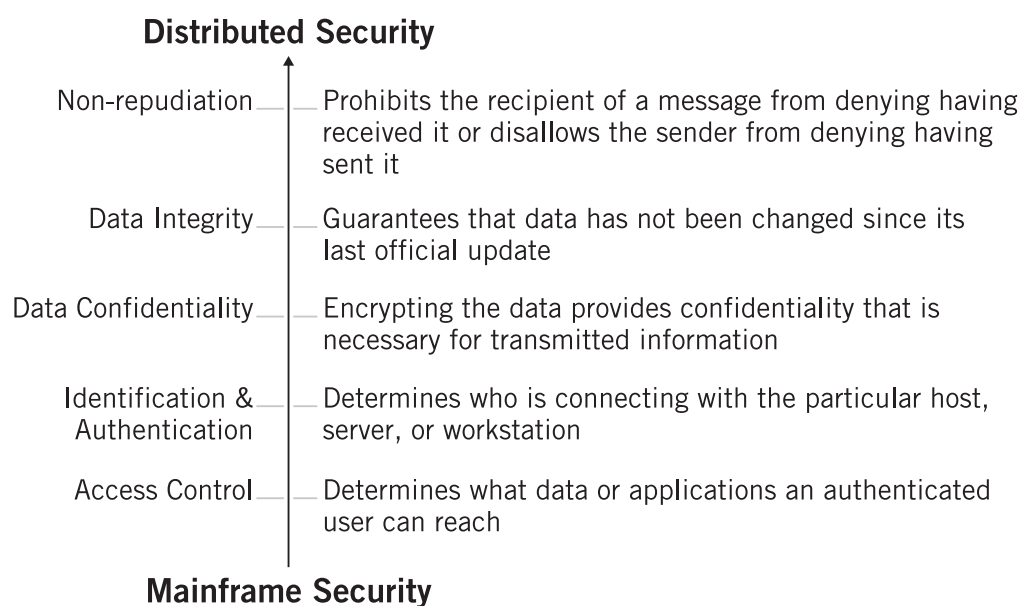 Distributed Security
Non-repudiation
Prohibits the recipient of a message from denying having
received it or disallows the sender from denying having
sent it
Data Integrity
Guarantees that data has not been changed since its
last official update
Data Confidentiality
Encrypting the data provides confidentiality that is
necessary for transmitted information
Identification &
Authentication
Determines who is connecting with the particular host,
server, or workstation
Access Control
Determines what data or applications an authenticated
user can reach
Mainframe Security